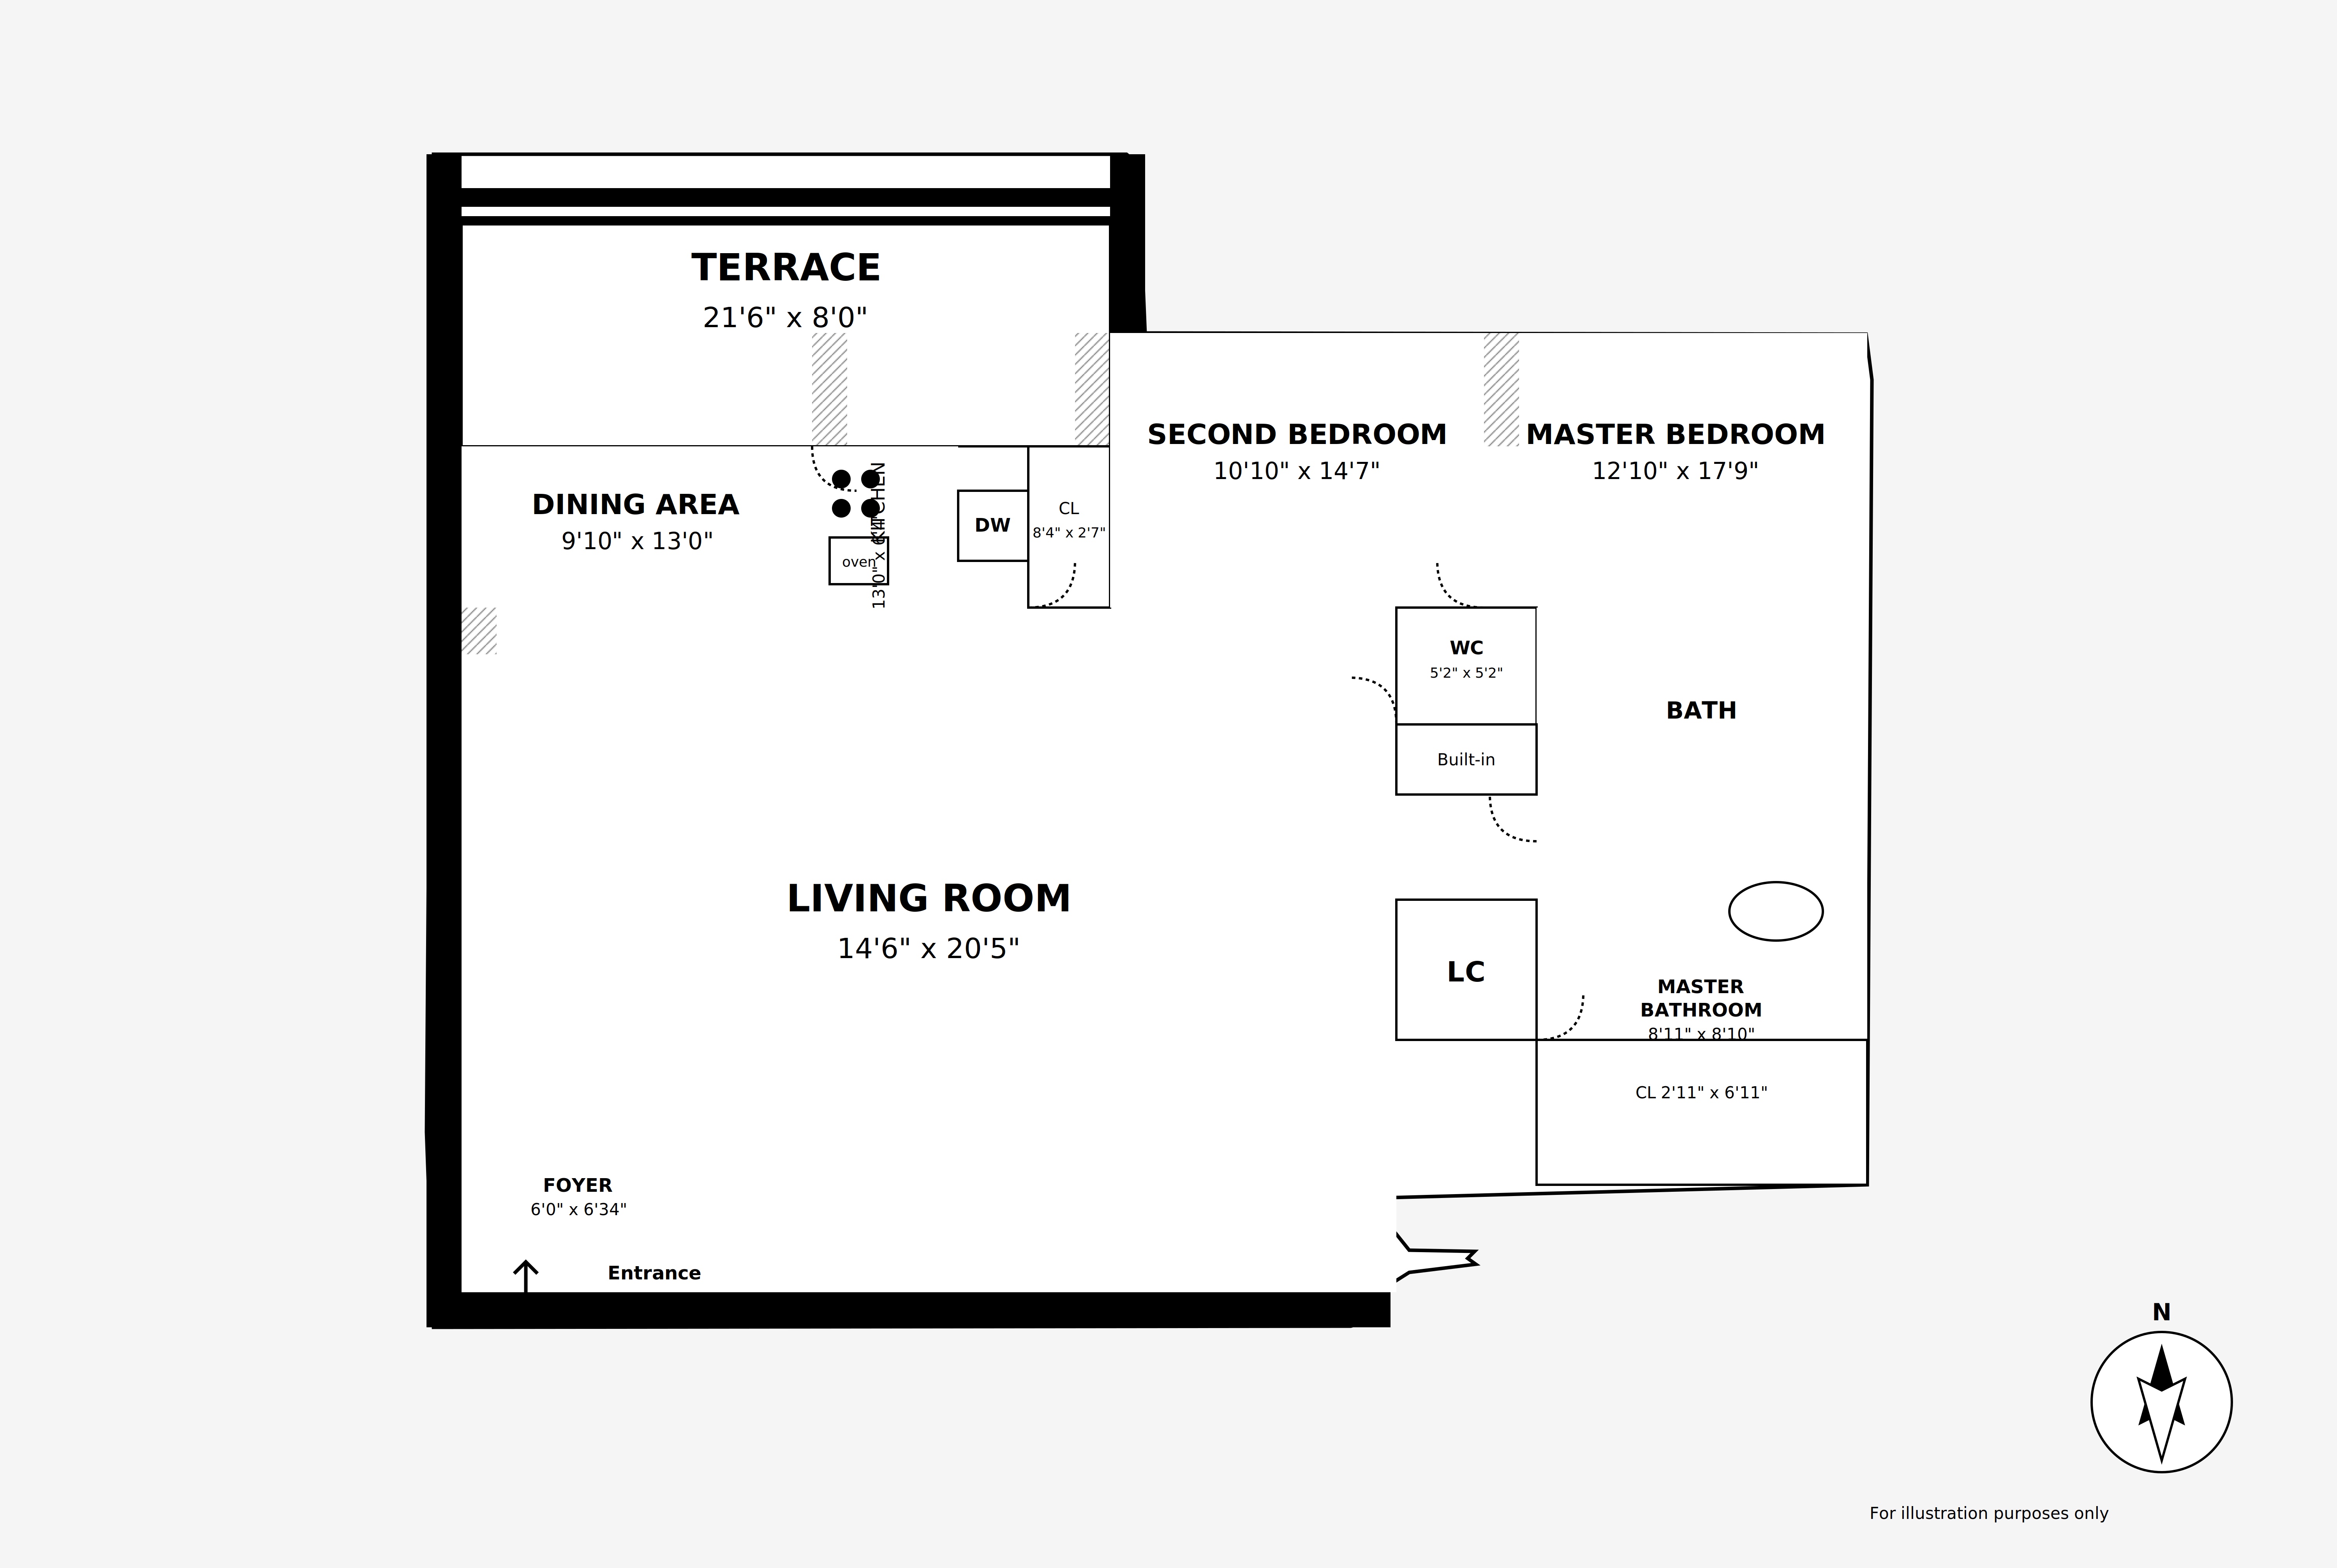 TERRACE
21'6" x 8'0"
SECOND BEDROOM
10'10" x 14'7"
MASTER BEDROOM
12'10" x 17'9"
DINING AREA
9'10" x 13'0"
KITCHEN
oven
DW
CL
8'4" x 2'7"
WC
5'2" x 5'2"
BATH
Built-in
LIVING ROOM
14'6" x 20'5"
LC
MASTER
BATHROOM
8'11" x 8'10"
CL 2'11" x 6'11"
FOYER
6'0" x 6'34"
Entrance
N
For illustration purposes only